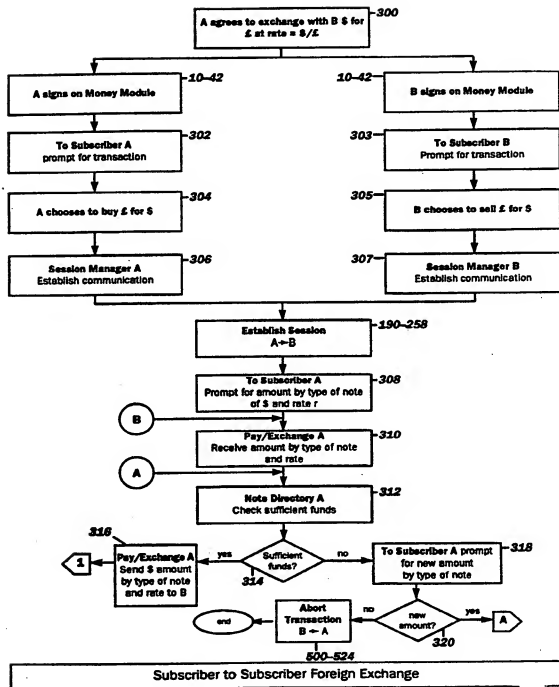 300
A agrees to exchange with B $ for
£ at rate = $/£
10–42
A signs on Money Module
10–42
B signs on Money Module
302
To Subscriber A
prompt for transaction
303
To Subscriber B
Prompt for transaction
304
A chooses to buy £ for $
305
B chooses to sell £ for $
306
Session Manager A
Establish communication
307
Session Manager B
Establish communication
190–258
Establish Session
A←B
308
To Subscriber A
Prompt for amount by type of note
of $ and rate r
B
310
Pay/Exchange A
Receive amount by type of note
and rate
A
312
Note Directory A
Check sufficient funds
316
1
Pay/Exchange A
Send $ amount
by type of note
and rate to B
yes
Sufficient
funds?
314
no
318
To Subscriber A prompt
for new amount
by type of note
end
Abort
Transaction
B ← A
500–524
no
new
amount?
320
yes
A
Subscriber to Subscriber Foreign Exchange